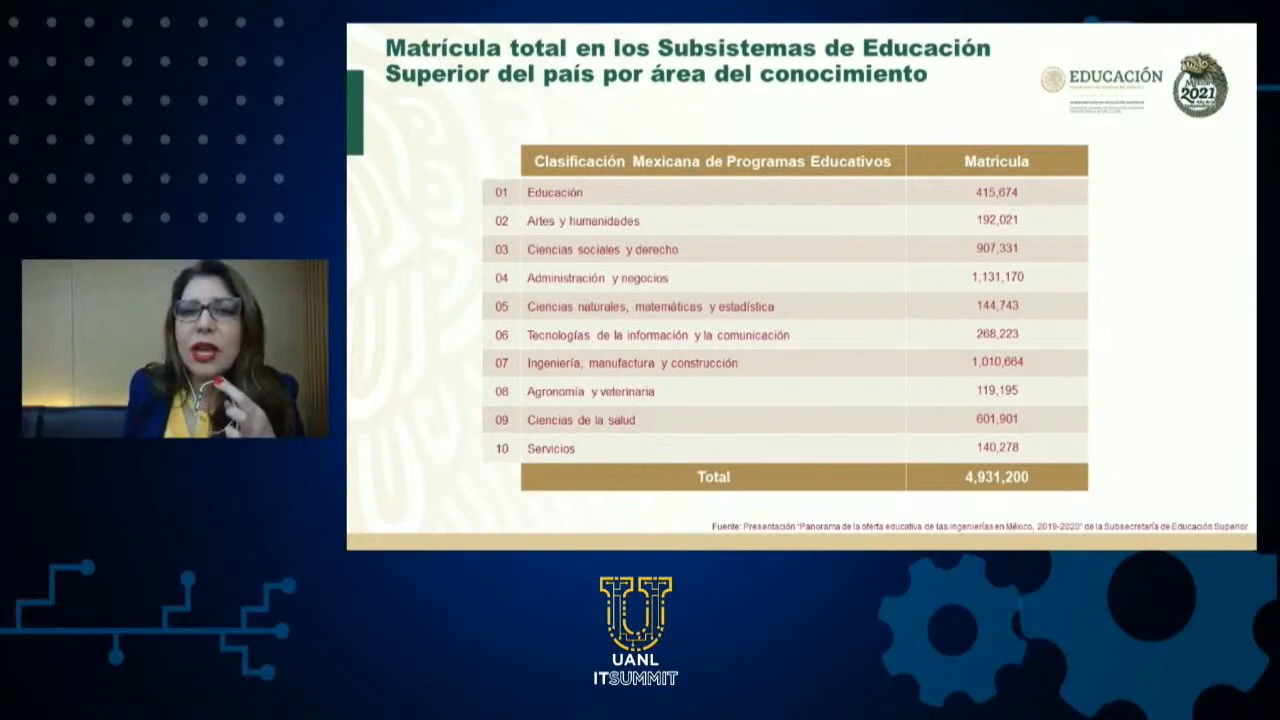 Matrícula total en los Subsistemas de Educación
Superior del país por área del conocimiento
EDUCACIÓN
México
2021
Clasificación Mexicana de Programas Educativos Matricula
01 Educación 415,674
02 Artes y humanidades 192,021
03 Ciencias sociales y derecho 907,331
04 Administración y negocios 1,131,170
05 Ciencias naturales, matemáticas y estadística 144,743
06 Tecnologías de la información y la comunicación 268,223
07 Ingeniería, manufactura y construcción 1,010,664
08 Agronomía y veterinaria 119,195
09 Ciencias de la salud 601,901
10 Servicios 140,278
Total 4,931,200
Fuente: Presentación "Panorama de la oferta educativa de las ingenierías en México, 2019-2020" de la Subsecretaría de Educación Superior
UANL
ITSUMMIT